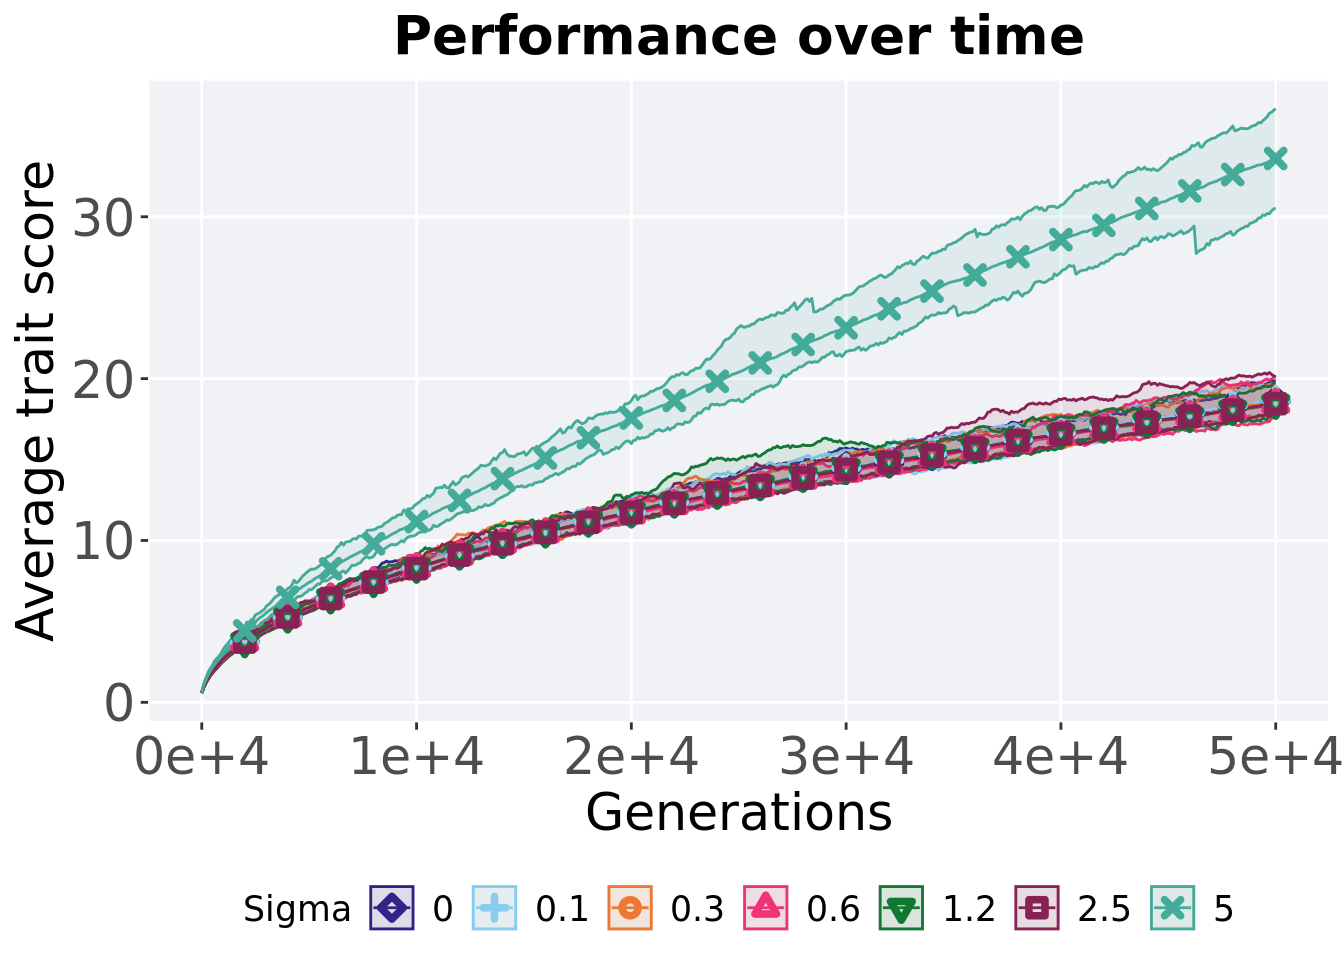 Performance over time
Average trait score
30
20
10
0
0e+4 1e+4 2e+4 3e+4 4e+4 5e+4
Generations
Sigma 0 0.1 0.3 0.6 1.2 2.5 5